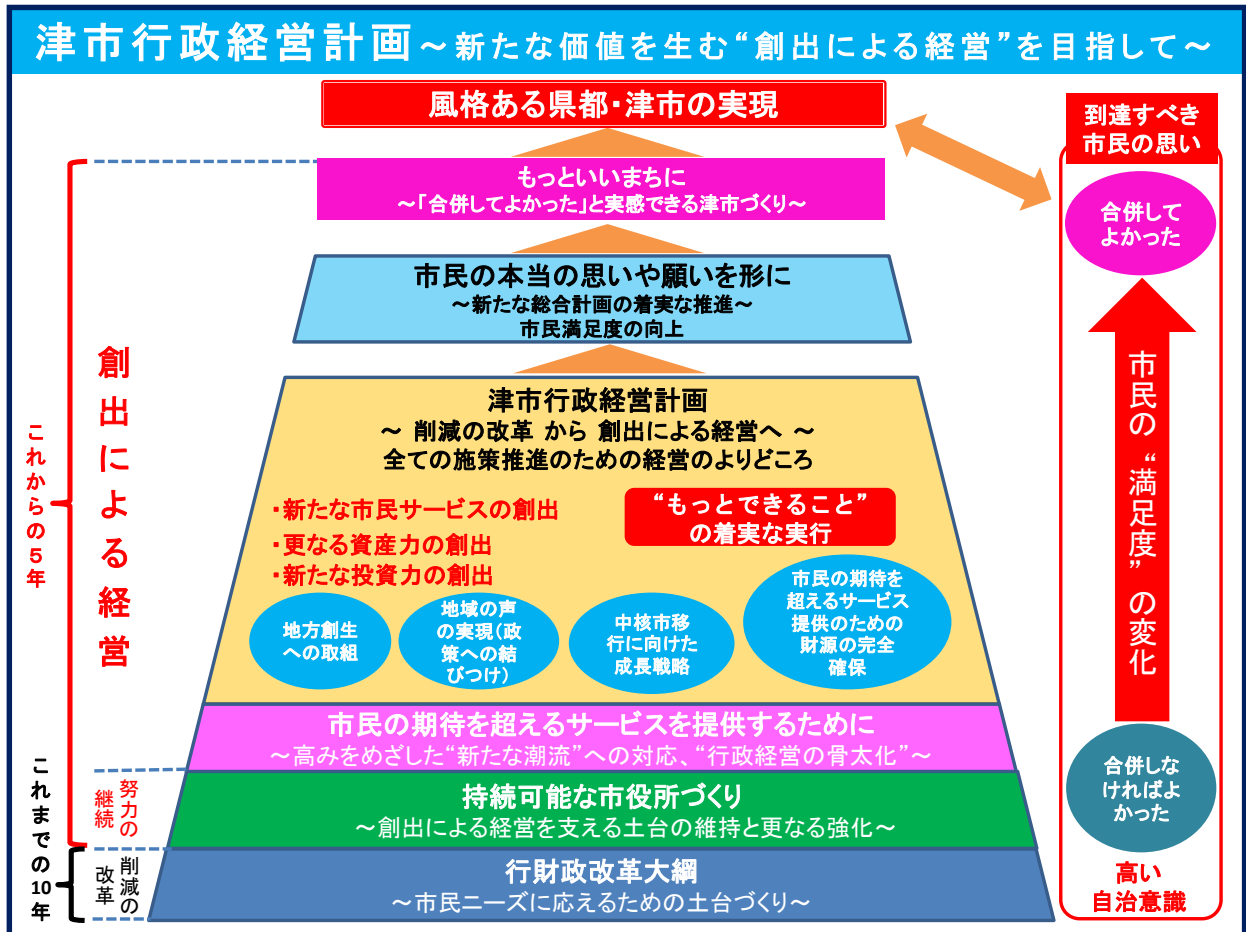 津市行政経営計画～新たな価値を生む“創出による経営”を目指して～
風格ある県都・津市の実現
もっといいまちに
～「合併してよかった」と実感できる津市づくり～
市民の本当の思いや願いを形に
～新たな総合計画の着実な推進～
市民満足度の向上
津市行政経営計画
～ 削減の改革 から 創出による経営へ ～
全ての施策推進のための経営のよりどころ
・新たな市民サービスの創出
・更なる資産力の創出
・新たな投資力の創出
“もっとできること”
の着実な実行
地方創生
への取組
地域の声
の実現(政
策への結
びつけ)
中核市移
行に向けた
成長戦略
市民の期待を
超えるサービス
提供のための
財源の完全
確保
市民の期待を超えるサービスを提供するために
～高みをめざした“新たな潮流”への対応、“行政経営の骨太化”～
持続可能な市役所づくり
～創出による経営を支える土台の維持と更なる強化～
行財政改革大綱
～市民ニーズに応えるための土台づくり～
これからの5年
創出による経営
努力の
継続
これまでの10年
削減の
改革
到達すべき
市民の思い
合併して
よかった
市民の“満足度”の変化
合併しな
ければよ
かった
高い
自治意識